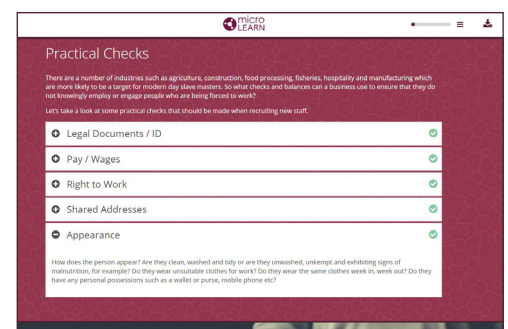 micro
LEARN
Practical Checks
There are a number of industries such as agriculture, construction, food processing, fisheries, hospitality and manufacturing which
are more likely to be a target for modern day slave masters. So what checks and balances can a business use to ensure that they do
not knowingly employ or engage people who are being forced to work?
Let's take a look at some practical checks that should be made when recruiting new staff.
Legal Documents / ID
Pay / Wages
Right to Work
Shared Addresses
Appearance
How does the person appear? Are they clean, washed and tidy or are they unwashed, unkempt and exhibiting signs of
malnutrition, for example? Do they wear unsuitable clothes for work? Do they wear the same clothes week in, week out? Do they
have any personal possessions such as a wallet or purse, mobile phone etc?